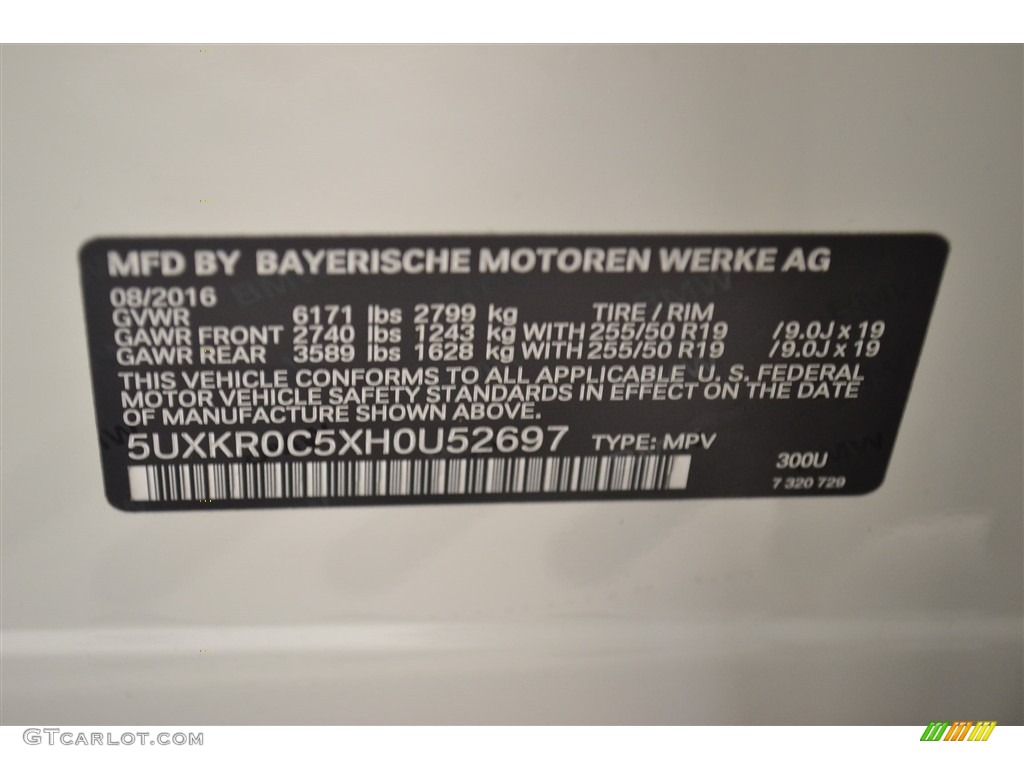 MFD BY BAYERISCHE MOTOREN WERKE AG
08/2016
GVWR 6171 lbs 2799 kg TIRE / RIM
GAWR FRONT 2740 lbs 1243 kg WITH 255/50 R19 /9.0J x 19
GAWR REAR 3589 lbs 1628 kg WITH 255/50 R19 /9.0J x 19
THIS VEHICLE CONFORMS TO ALL APPLICABLE U. S. FEDERAL
MOTOR VEHICLE SAFETY STANDARDS IN EFFECT ON THE DATE
OF MANUFACTURE SHOWN ABOVE.
5UXKR0C5XH0U52697 TYPE: MPV
300U
7 320 729
GTCARLOT.COM